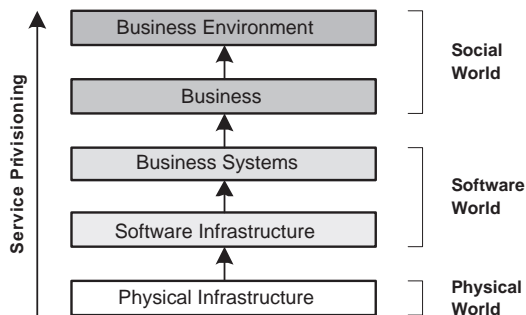 Service Privisioning
Business Environment
Business
Business Systems
Software Infrastructure
Physical Infrastructure
Social
World
Software
World
Physical
World